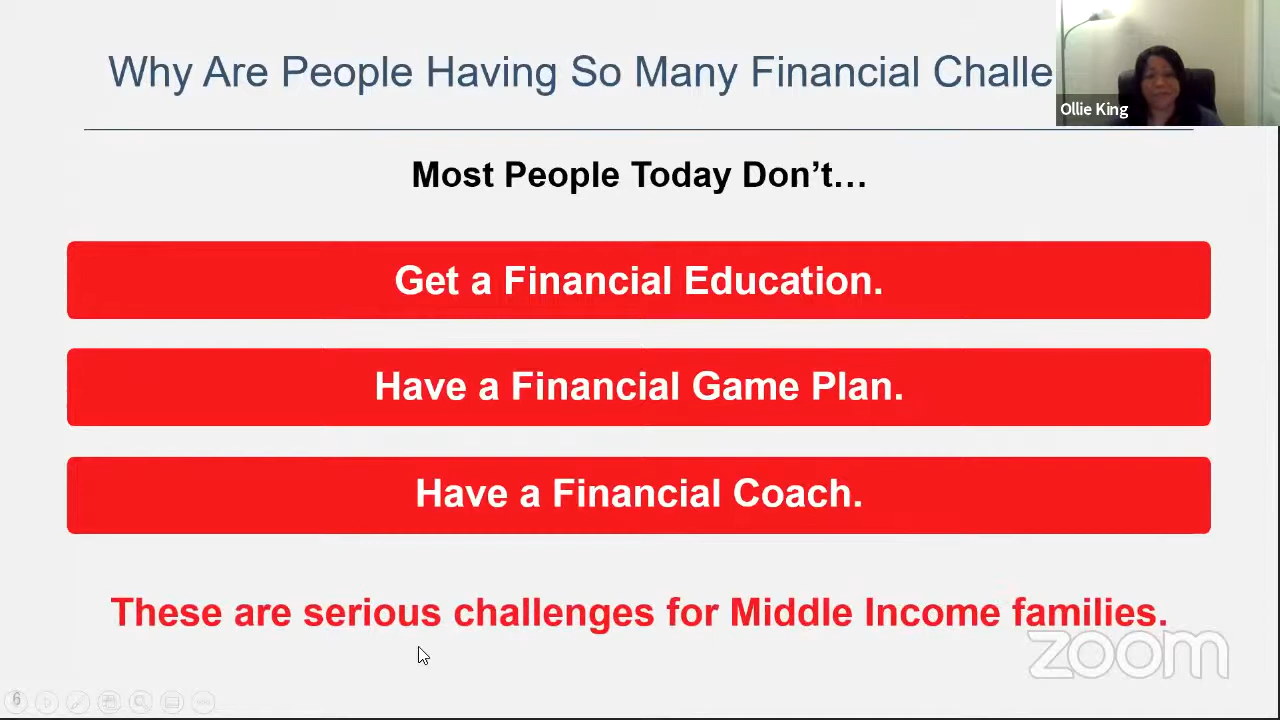 Why Are People Having So Many Financial Challe
Ollie King
Most People Today Don’t…
Get a Financial Education.
Have a Financial Game Plan.
Have a Financial Coach.
These are serious challenges for Middle Income families.
zoom
6